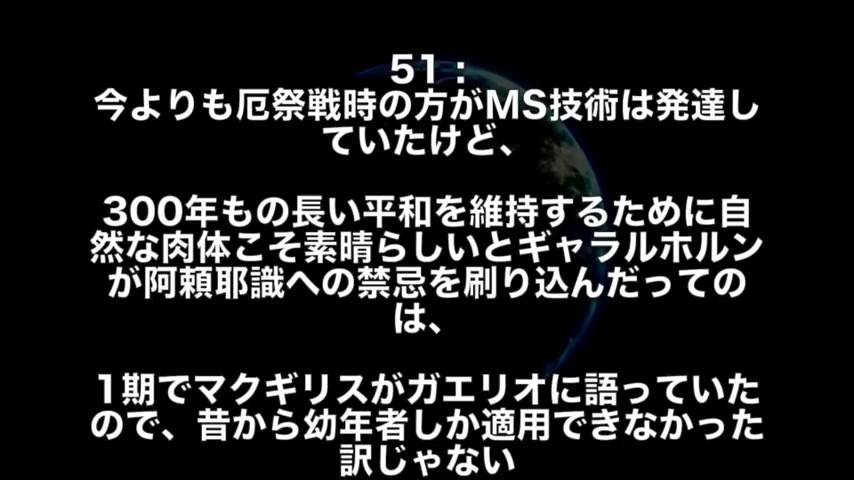 51：
今よりも厄祭戦時の方がMS技術は発達し
ていたけど、
300年もの長い平和を維持するために自
然な肉体こそ素晴らしいとギャラルホルン
が阿頼耶識への禁忌を刷り込んだっての
は、
1期でマクギリスがガエリオに語っていた
ので、昔から幼年者しか適用できなかった
訳じゃない